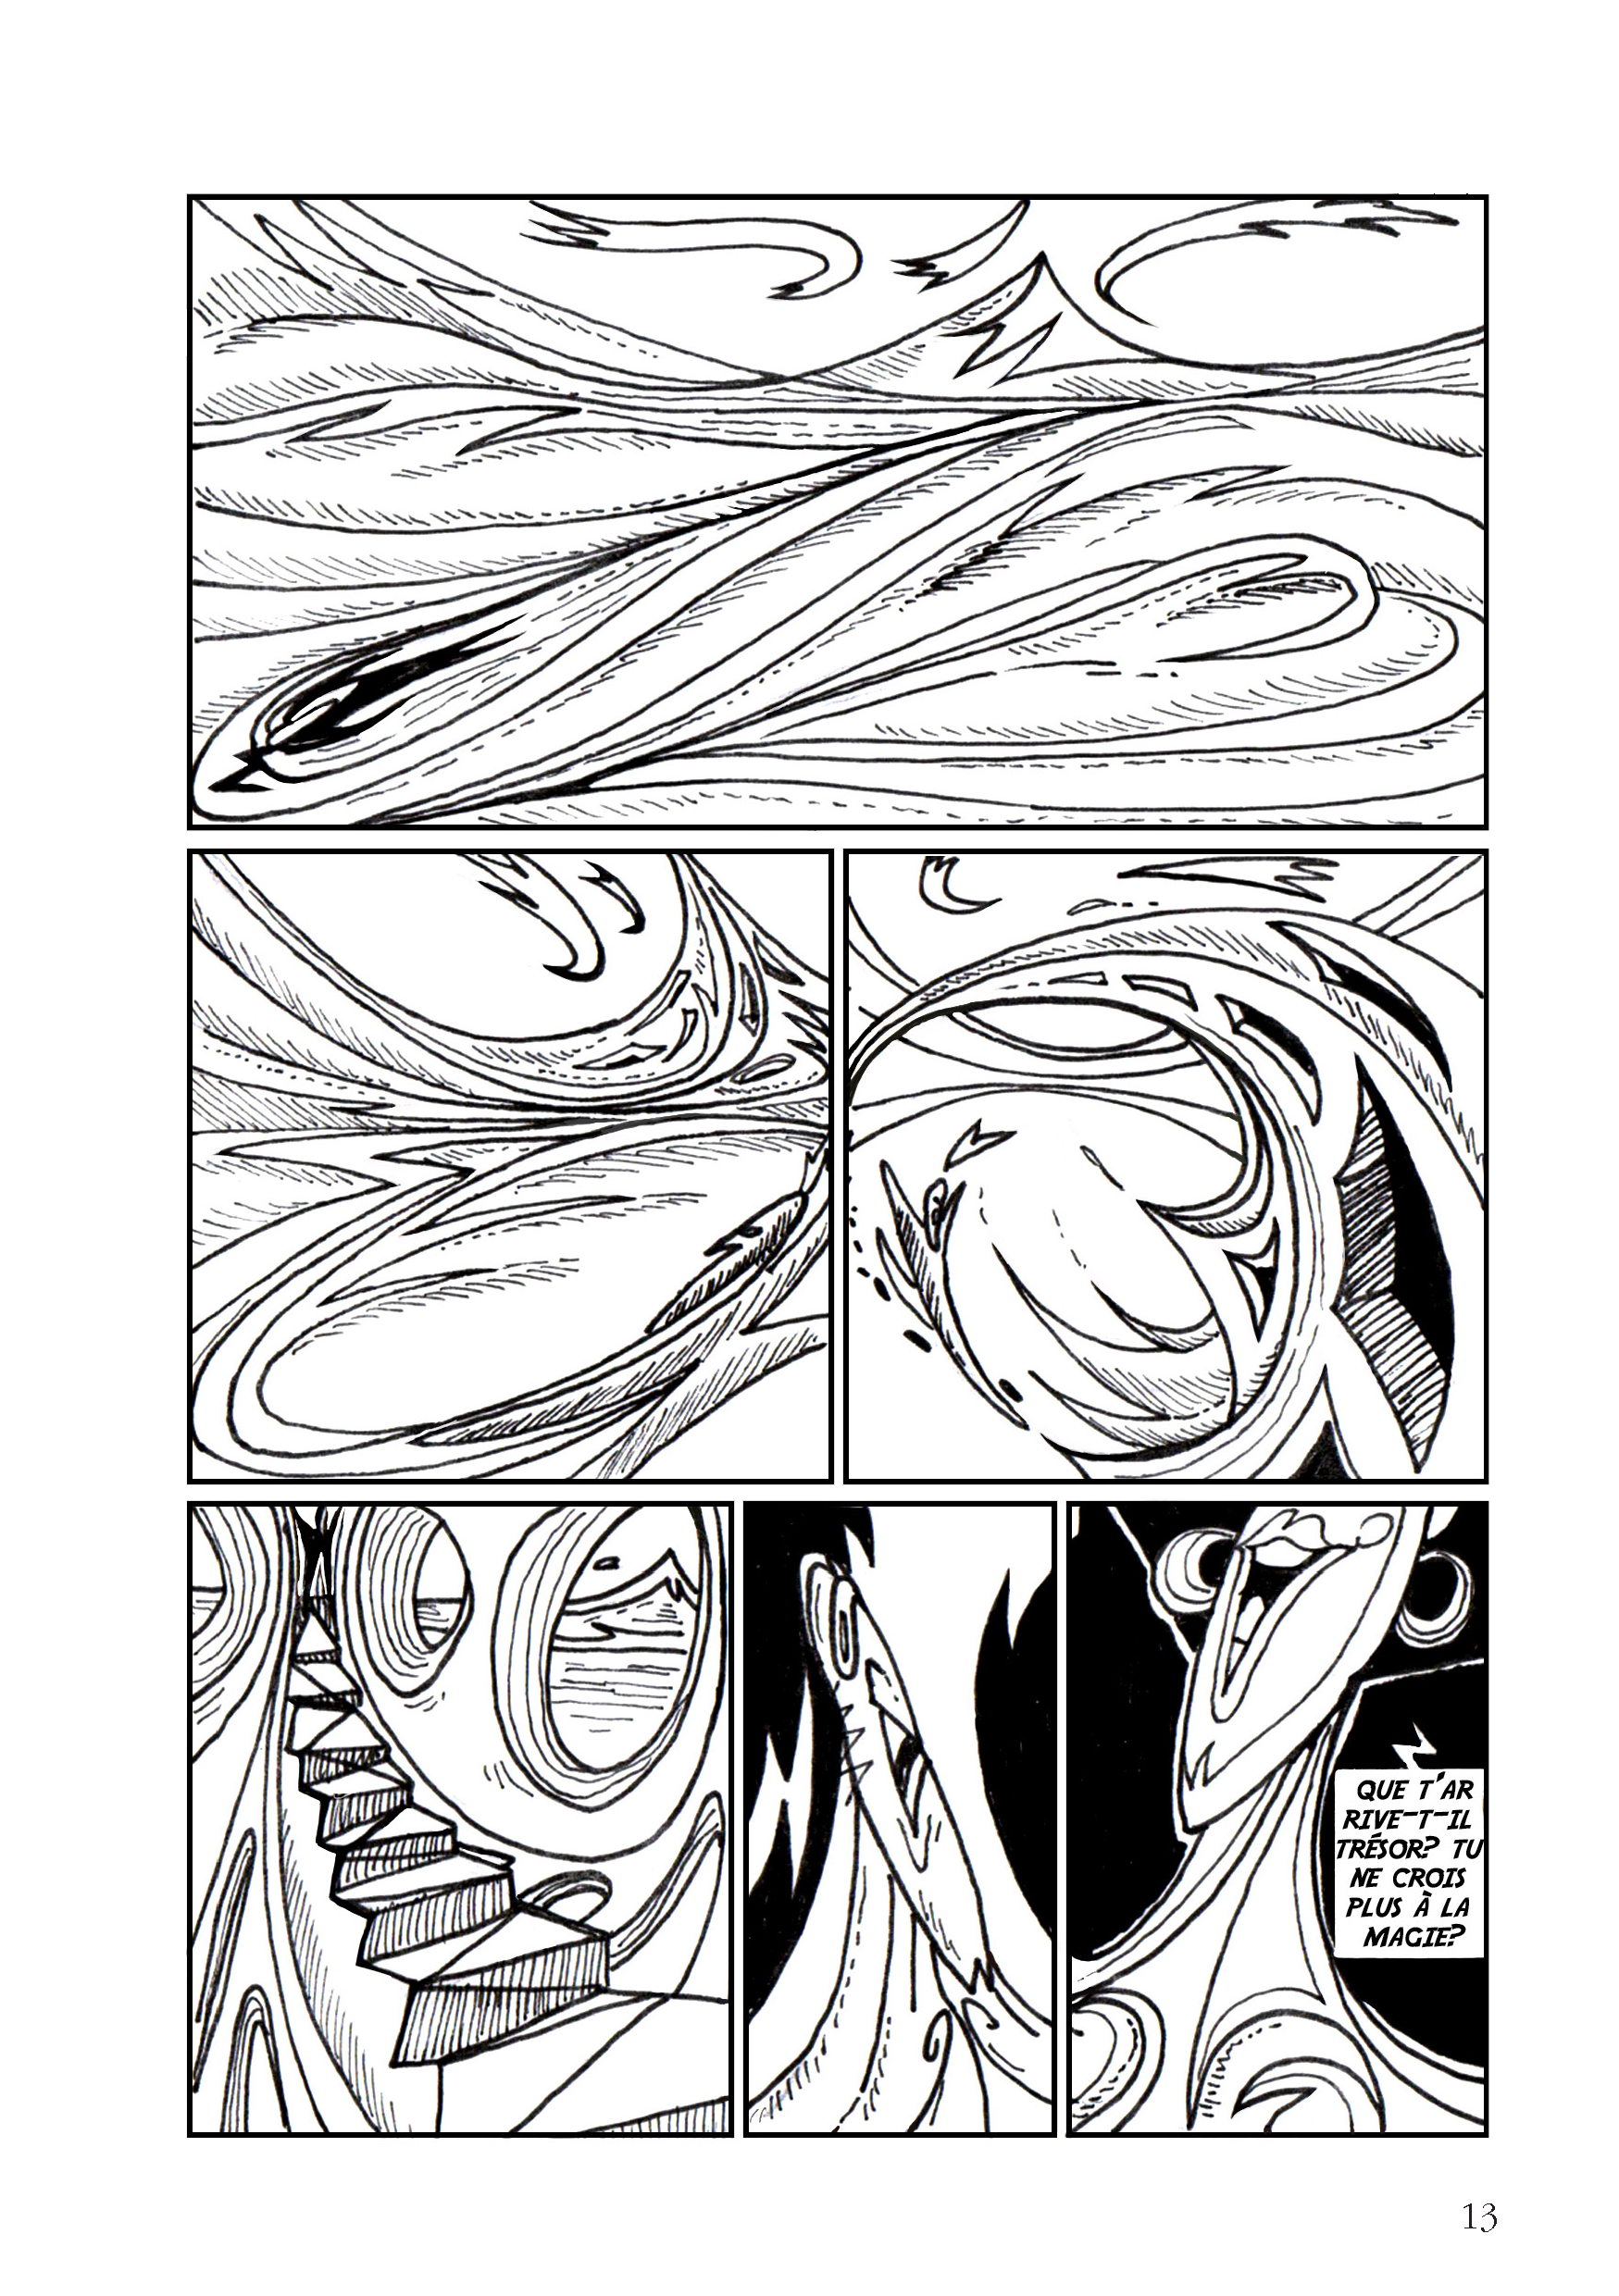 QUE T'AR
RIVE-T-IL
TRÉSOR? TU
NE CROIS
PLUS À LA
MAGIE?
13